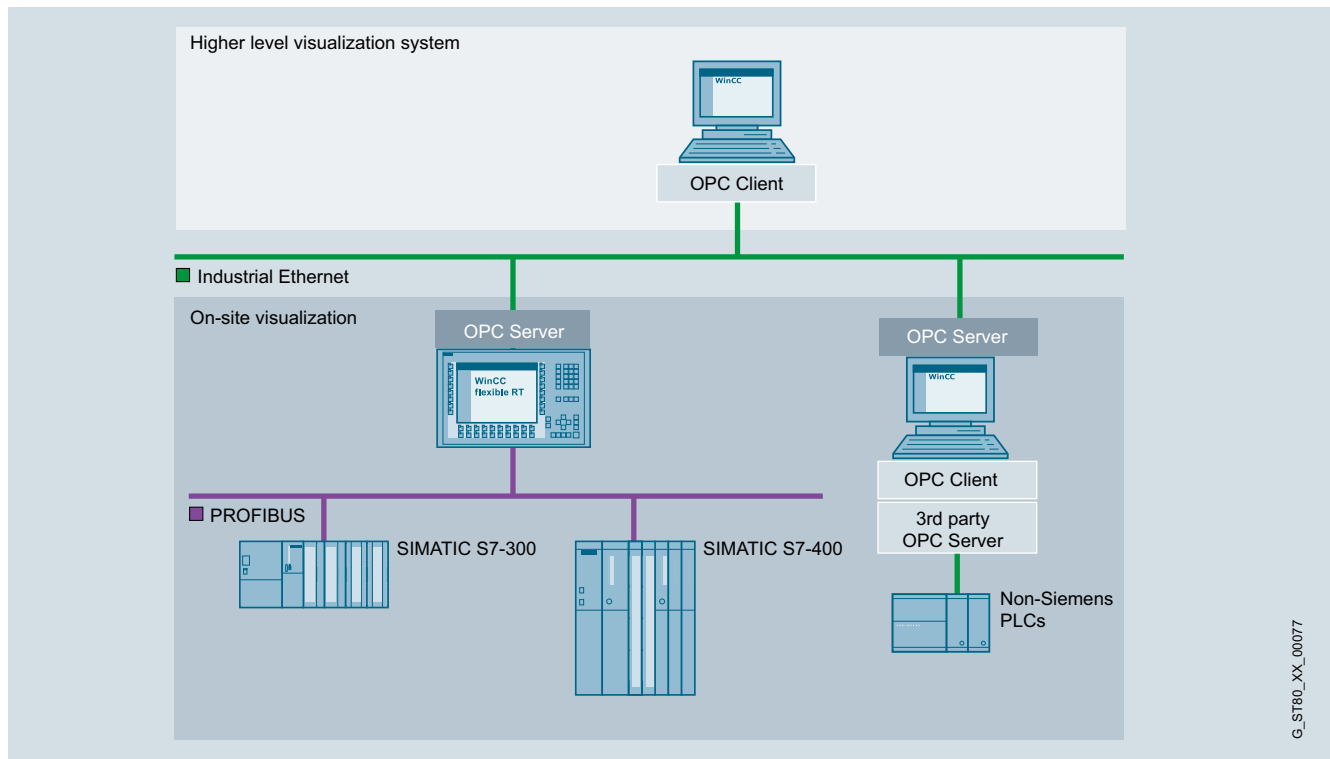 Higher level visualization system
WinCC
OPC Client
Industrial Ethernet
On-site visualization
OPC Server
OPC Server
WinCC
flexible RT
WinCC
OPC Client
3rd party
OPC Server
PROFIBUS
SIMATIC S7-300
SIMATIC S7-400
Non-Siemens
PLCs
G_ST80_XX_00077